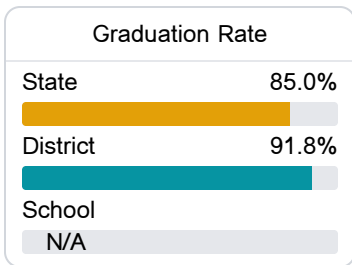 Graduation Rate
State 85.0%
District 91.8%
School
N/A